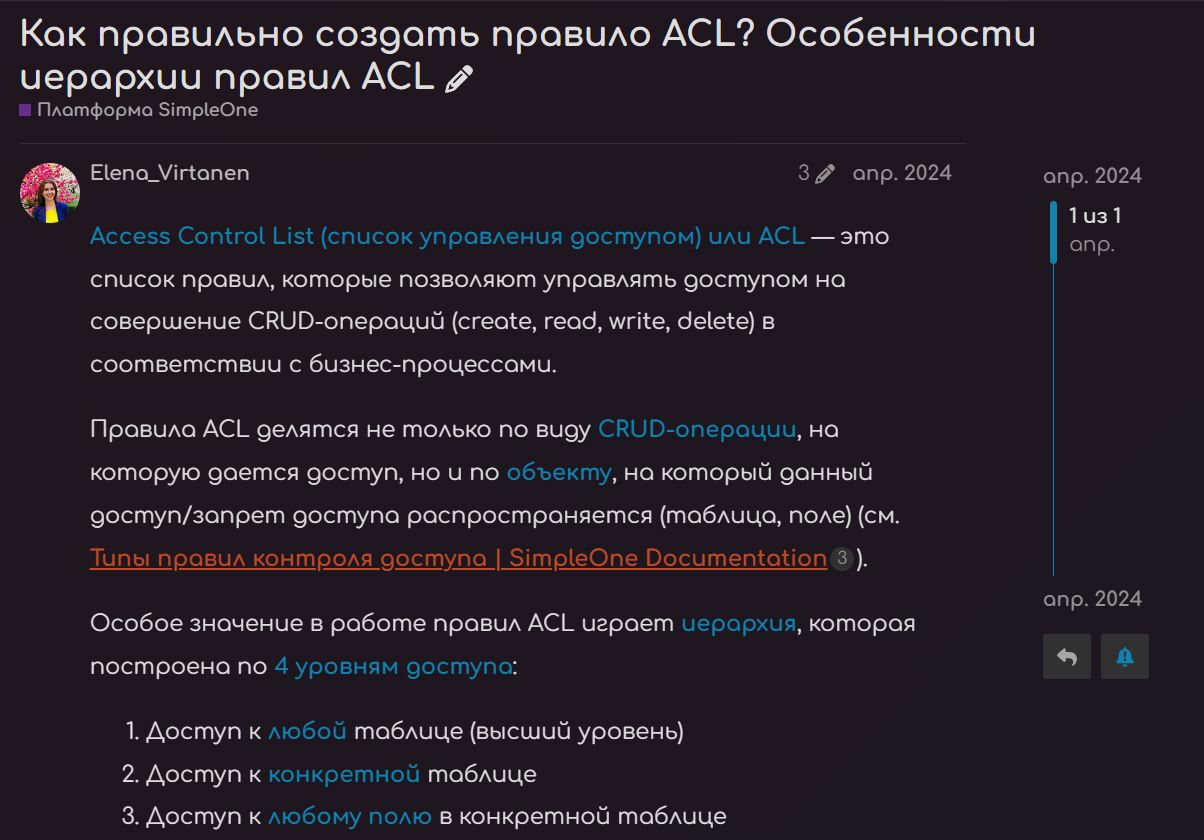 Как правильно создать правило ACL? Особенности
иерархии правил ACL
Платформа SimpleOne
Elena_Virtanen
3
апр. 2024
апр. 2024
1 из 1
апр.
Access Control List (список управления доступом) или ACL — это
список правил, которые позволяют управлять доступом на
совершение CRUD-операций (create, read, write, delete) в
соответствии с бизнес-процессами.
Правила ACL делятся не только по виду CRUD-операции, на
которую дается доступ, но и по объекту, на который данный
доступ/запрет доступа распространяется (таблица, поле) (см.
Типы правил контроля доступа | SimpleOne Documentation 3 ).
апр. 2024
Особое значение в работе правил ACL играет иерархия, которая
построена по 4 уровням доступа:
1. Доступ к любой таблице (высший уровень)
2. Доступ к конкретной таблице
3. Доступ к любому полю в конкретной таблице